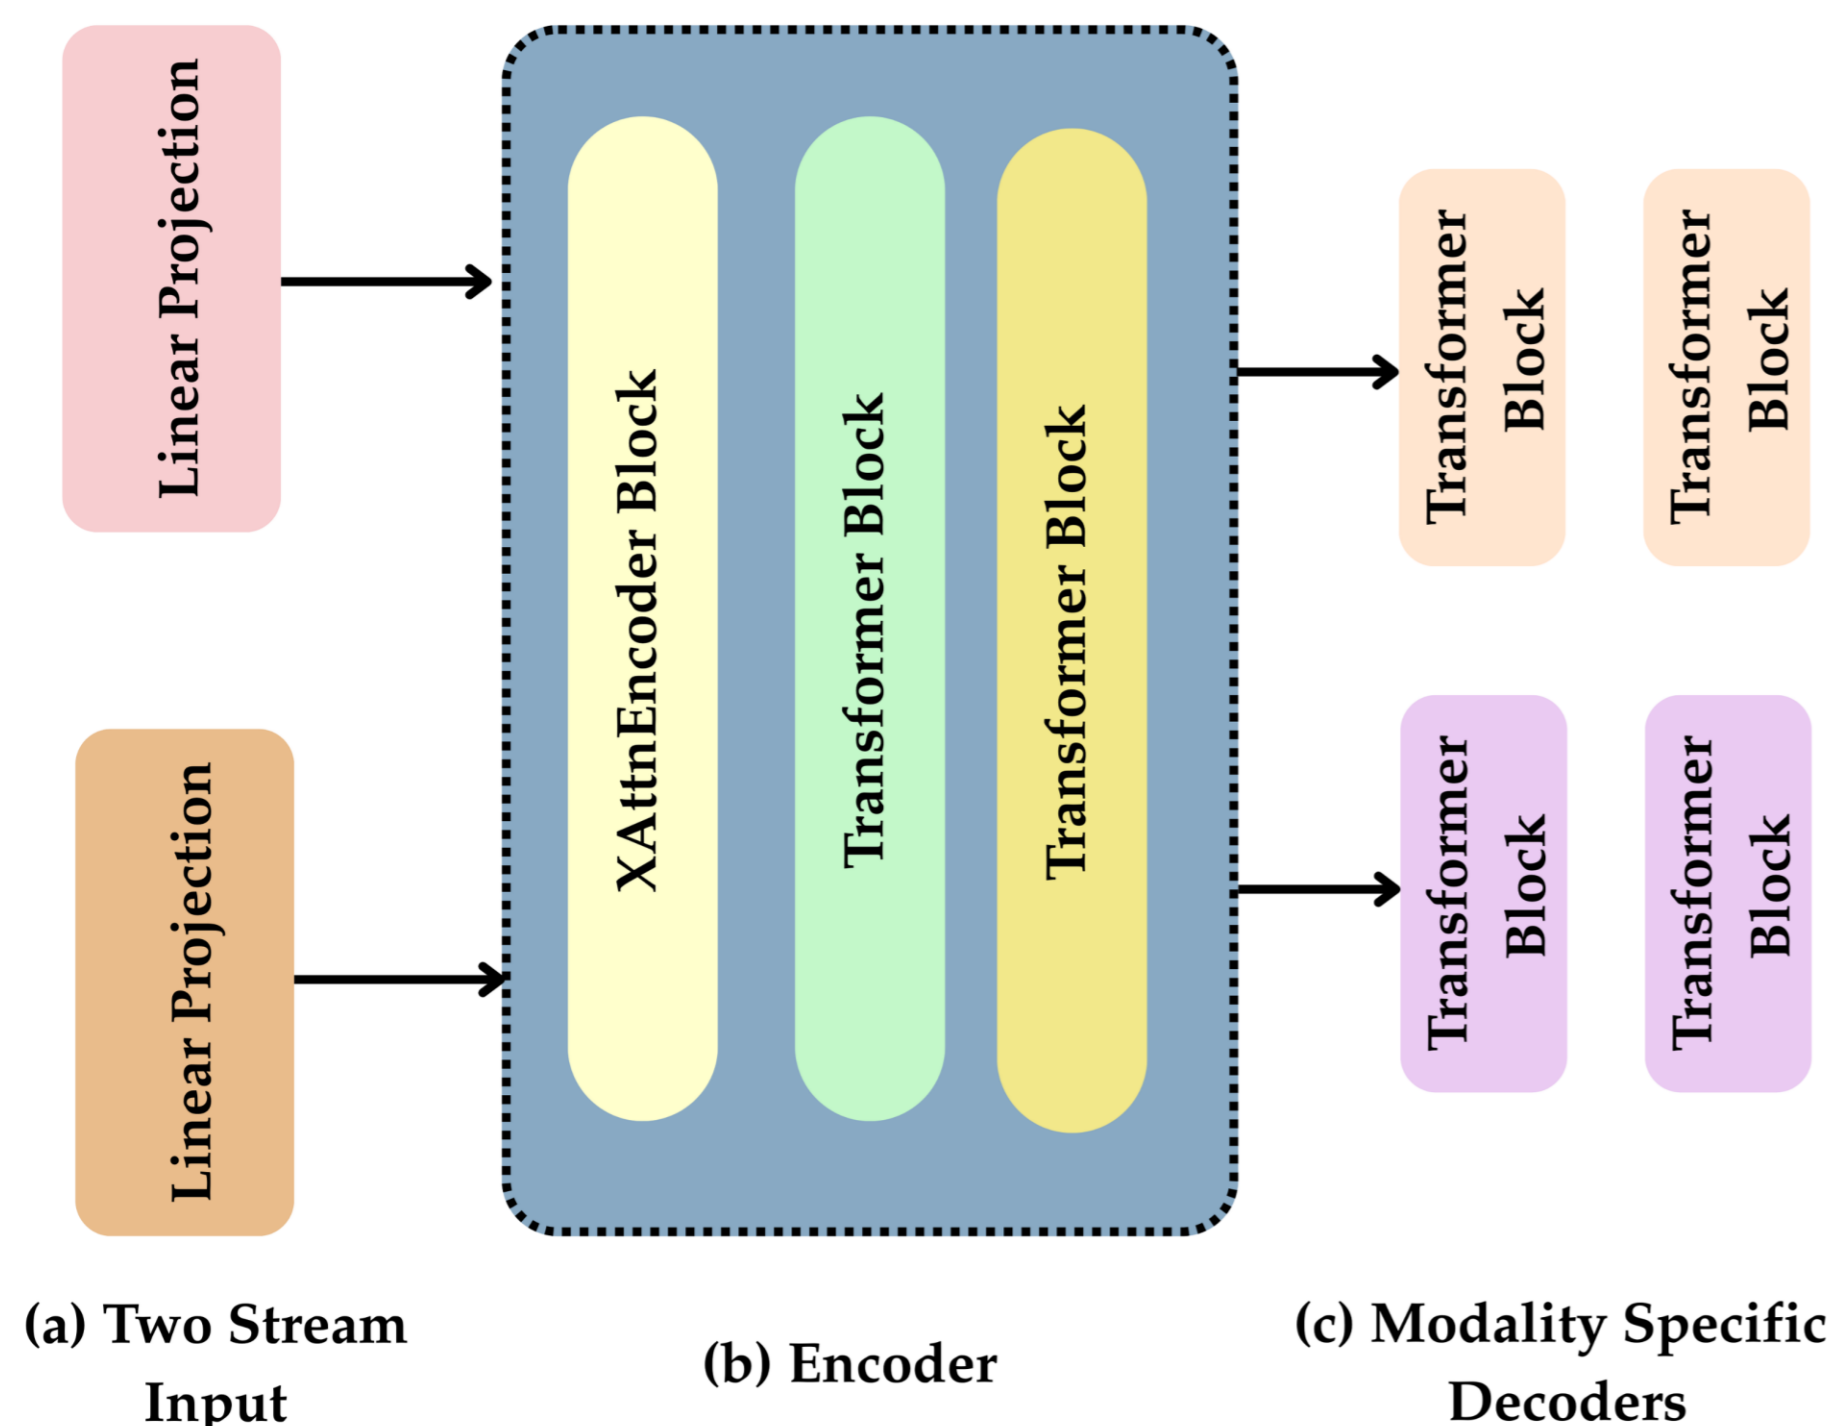 Linear Projection
Linear Projection
XAttnEncoder Block
Transformer Block
Transformer Block
Transformer
Block
Transformer
Block
Transformer
Block
Transformer
Block
(a) Two Stream
Input
(b) Encoder
(c) Modality Specific
Decoders